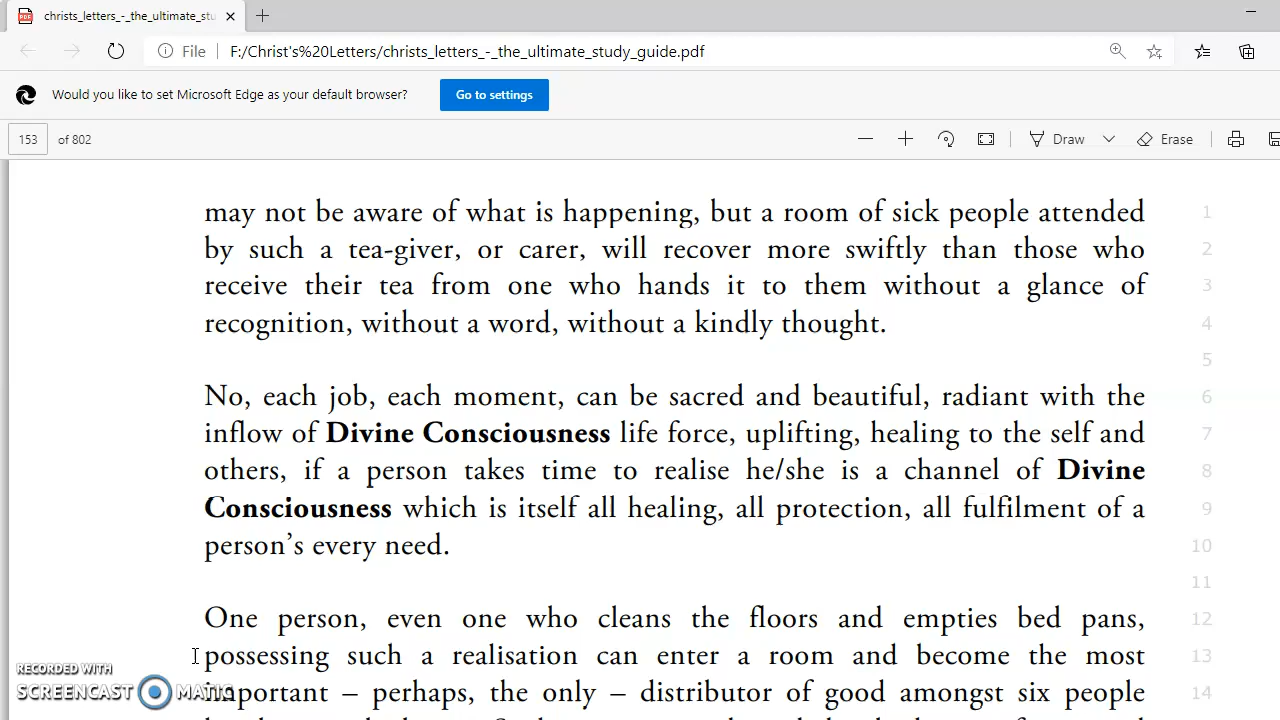 christs_letters_-_the_ultimate_stu
File
F:/Christ's%20Letters/christs_letters_-_the_ultimate_study_guide.pdf
Would you like to set Microsoft Edge as your default browser?
Go to settings
153 of 802
Draw
Erase
may not be aware of what is happening, but a room of sick people attended 1
by such a tea-giver, or carer, will recover more swiftly than those who 2
receive their tea from one who hands it to them without a glance of 3
recognition, without a word, without a kindly thought. 4
5
No, each job, each moment, can be sacred and beautiful, radiant with the 6
inflow of Divine Consciousness life force, uplifting, healing to the self and 7
others, if a person takes time to realise he/she is a channel of Divine 8
Consciousness which is itself all healing, all protection, all fulfilment of a 9
person's every need. 10
11
One person, even one who cleans the floors and empties bed pans, 12
possessing such a realisation can enter a room and become the most 13
important – perhaps, the only – distributor of good amongst six people 14
RECORDED WITH
SCREENCAST MATIC